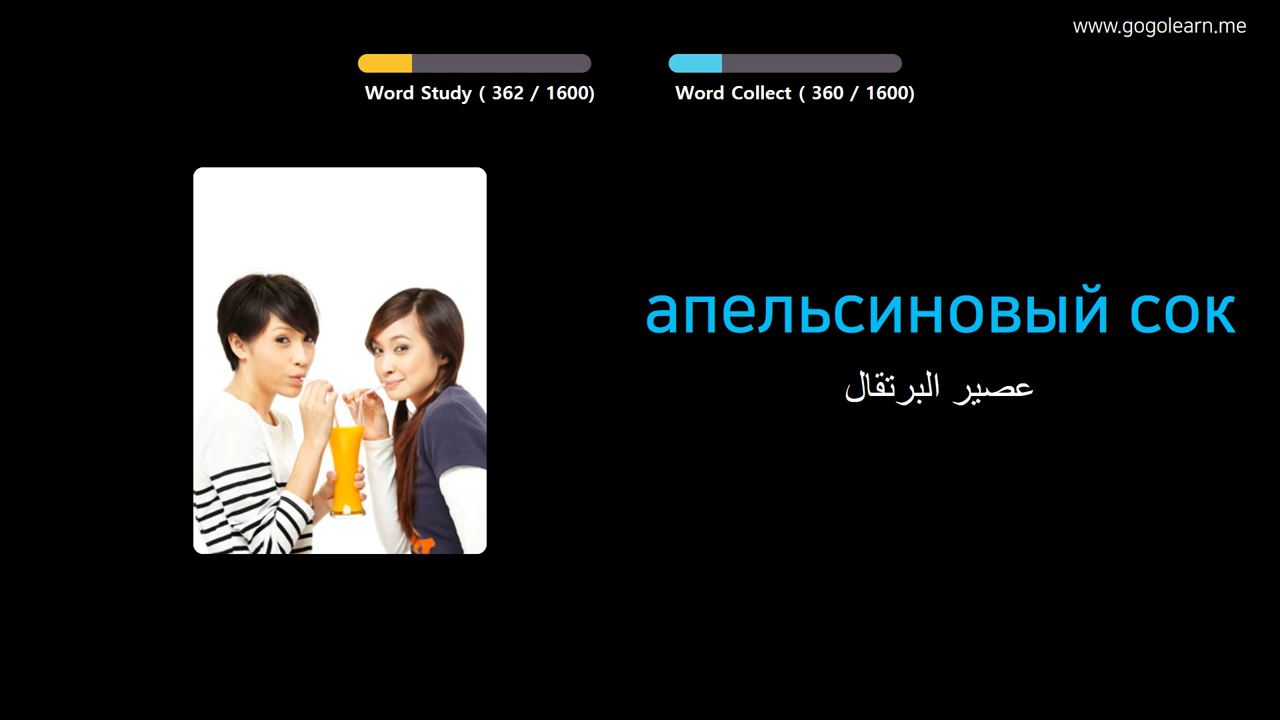 www.gogolearn.me
Word Study ( 362 / 1600)
Word Collect ( 360 / 1600)
апельсиновый сок
عصير البرتقال